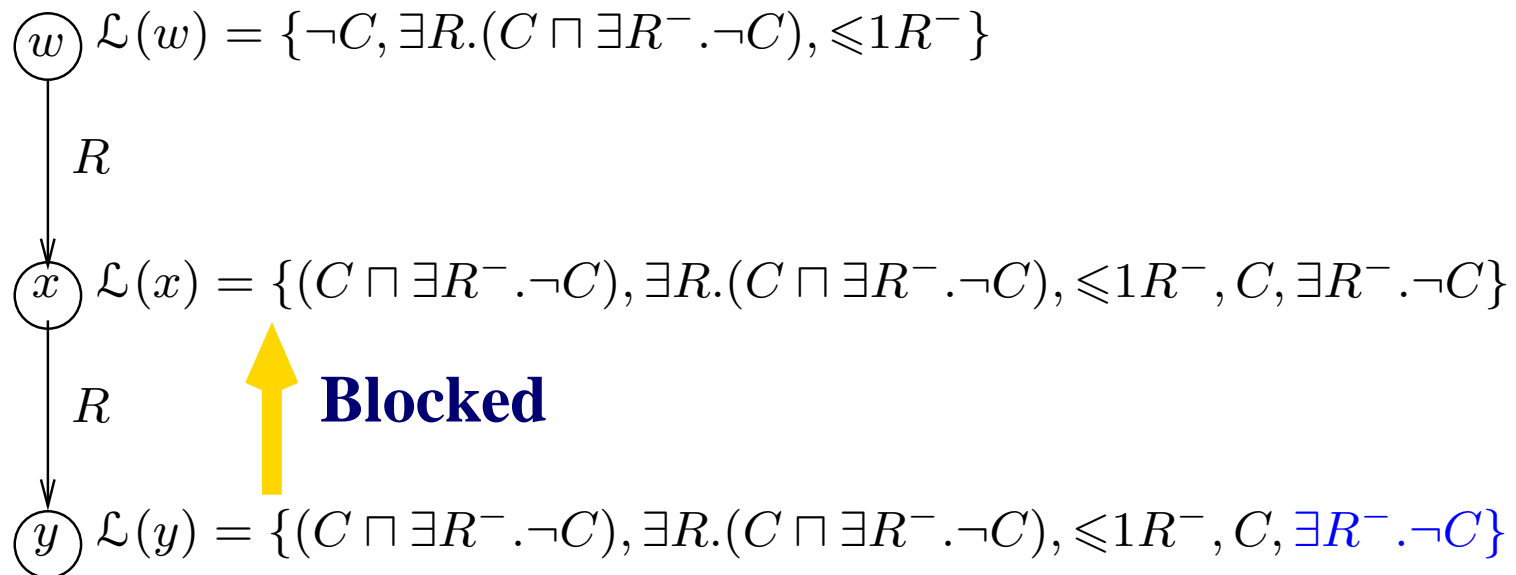 w ℒ(w) = {¬C, ∃R.(C ⊓ ∃R⁻.¬C), ⩽1R⁻}
R
x ℒ(x) = {(C ⊓ ∃R⁻.¬C), ∃R.(C ⊓ ∃R⁻.¬C), ⩽1R⁻, C, ∃R⁻.¬C}
R Blocked
y ℒ(y) = {(C ⊓ ∃R⁻.¬C), ∃R.(C ⊓ ∃R⁻.¬C), ⩽1R⁻, C, ∃R⁻.¬C}